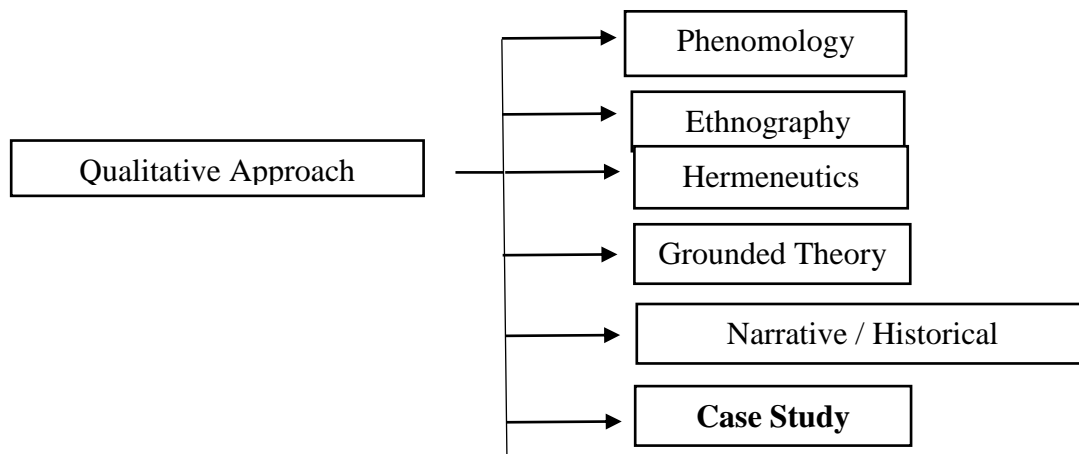 Phenomology
Ethnography
Qualitative Approach
Hermeneutics
Grounded Theory
Narrative / Historical
Case Study